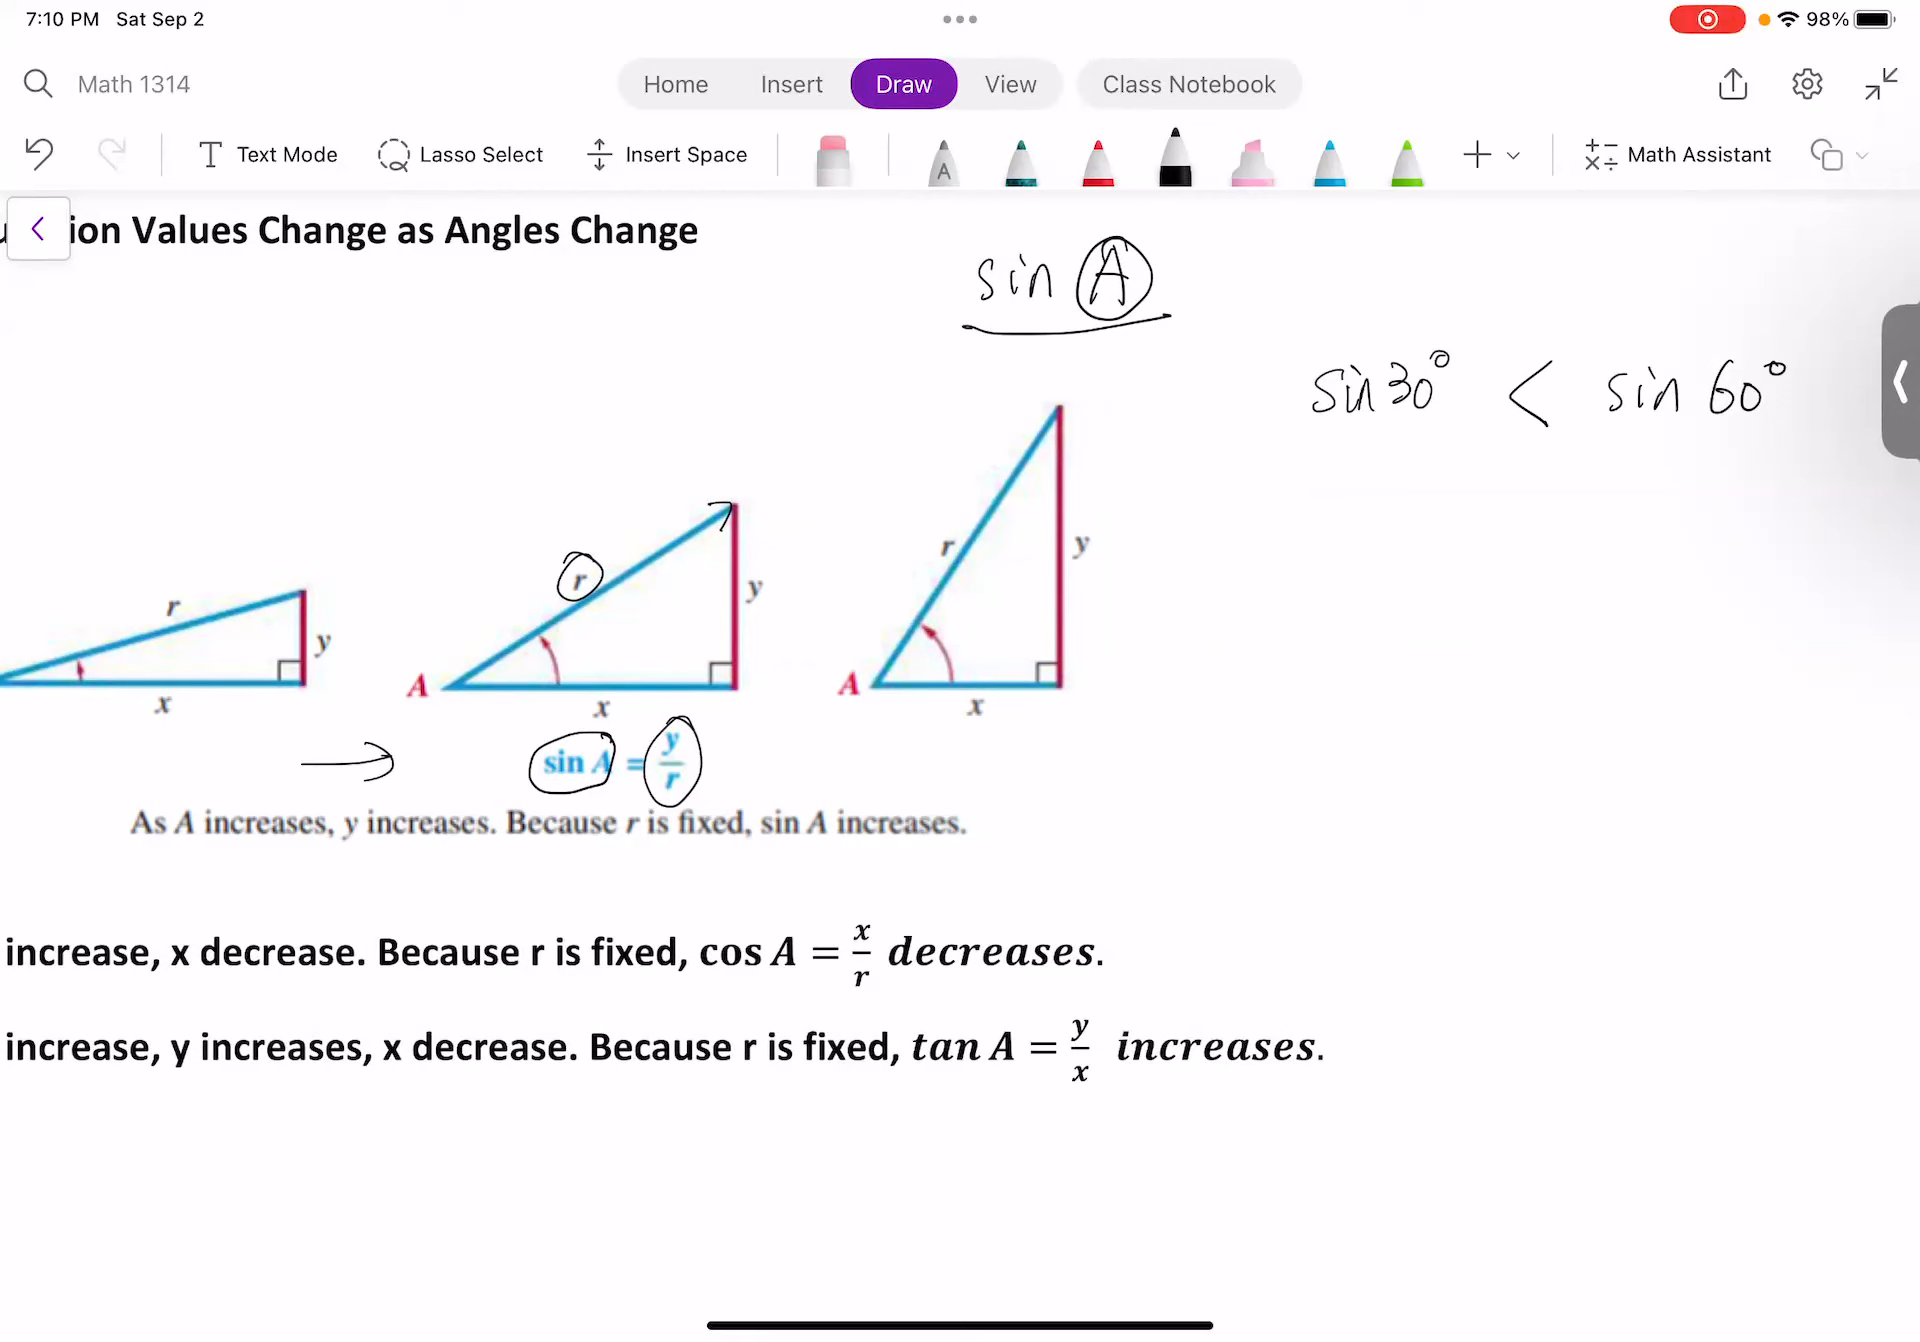 7:10 PM Sat Sep 2
98%
Math 1314
Home Insert Draw View Class Notebook
Text Mode Lasso Select Insert Space A Math Assistant
ion Values Change as Angles Change
sin A
sin 30° < sin 60°
r y x
A r y x
A r y x
sin A = y/r
As A increases, y increases. Because r is fixed, sin A increases.
increase, x decrease. Because r is fixed, cos A = x/r decreases.
increase, y increases, x decrease. Because r is fixed, tan A = y/x increases.